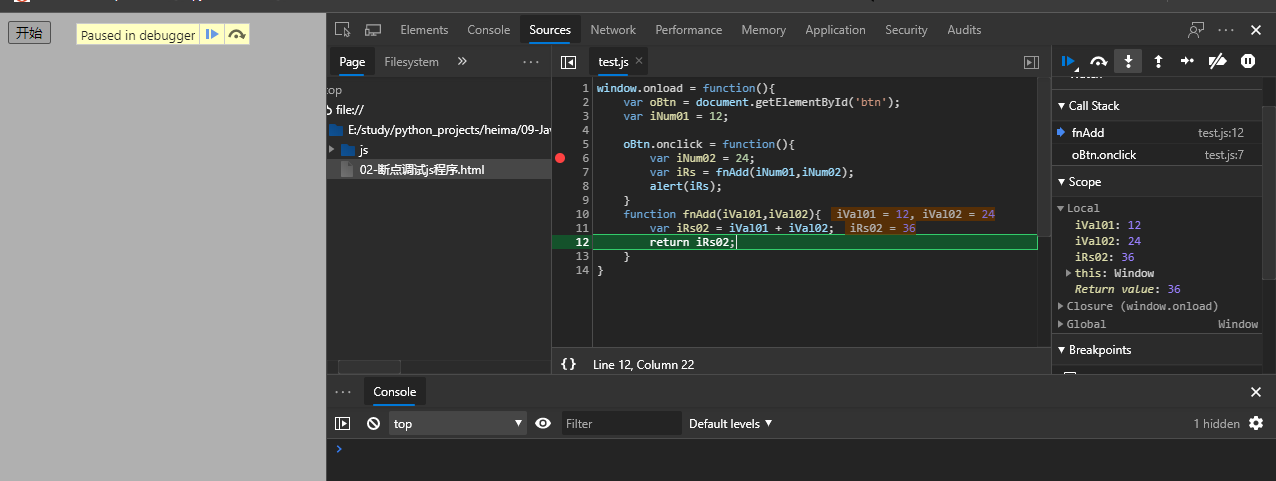 开始
Paused in debugger
Elements Console Sources Network Performance Memory Application Security Audits
Page Filesystem » ⋯
top
file://
E:/study/python_projects/heima/09-Jav
js
02-断点调试js程序.html
test.js ×
1 window.onload = function(){
2 var oBtn = document.getElementById('btn');
3 var iNum01 = 12;
4
5 oBtn.onclick = function(){
6 var iNum02 = 24;
7 var iRs = fnAdd(iNum01,iNum02);
8 alert(iRs);
9 }
10 function fnAdd(iVal01,iVal02){ iVal01 = 12, iVal02 = 24
11 var iRs02 = iVal01 + iVal02; iRs02 = 36
12 return iRs02;
13 }
14 }
{} Line 12, Column 22
Call Stack
fnAdd test.js:12
oBtn.onclick test.js:7
Scope
Local
iVal01: 12
iVal02: 24
iRs02: 36
this: Window
Return value: 36
Closure (window.onload)
Global Window
Breakpoints
Console
top Filter Default levels 1 hidden